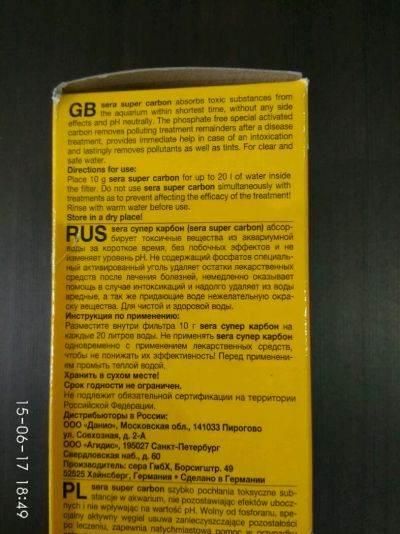 GB sera super carbon absorbs toxic substances from
the aquarium within shortest time, without any side
effects and pH neutrally. The phosphate free special activated
carbon removes polluting treatment remainders after a disease
treatment, provides immediate help in case of an intoxication
and lastingly removes pollutants as well as tints. For clear and
safe water.
Directions for use:
Place 10 g sera super carbon for up to 20 l of water inside
the filter. Do not use sera super carbon simultaneously with
treatments as to prevent affecting the efficacy of the treatment!
Rinse with warm water before use.
Store in a dry place!
RUS sera супер карбон (sera super carbon) абсор-
бирует токсичные вещества из аквариумной
воды за короткое время, без побочных эффектов и не
изменяет уровень pH. Не содержащий фосфатов специаль-
ный активированный уголь удаляет остатки лекарственных
средств после лечения болезней, немедленно оказывает
помощь в случае интоксикаций и надолго удаляет из воды
вредные, а так же придающие воде нежелательную окра-
ску вещества. Для чистой и здоровой воды.
Инструкция по применению:
Разместите внутри фильтра 10 г sera супер карбон на
каждые 20 литров воды. Не применять sera супер карбон
одновременно с применением лекарственных средств,
чтобы не понижать их эффективность! Перед применени-
ем промыть теплой водой.
Хранить в сухом месте!
Срок годности не ограничен.
Не подлежит обязательной сертификации на территории
Российской Федерации.
Дистрибьюторы в России:
ООО «Данио», Московская обл., 141033 Пирогово
ул. Совхозная, д. 2-А
ООО «Агидис», 195027 Санкт-Петербург
Свердловская наб., д. 60
Производитель: сера ГмбХ, Борсигштр. 49
52525 Хайнсберг, Германия • Сделано в Германии
PL sera super carbon szybko pochłania toksyczne sub-
stancje w akwarium, nie pozostawiając efektów ubocz-
nych i nie wpływając na wartość pH. Wolny od fosforanu, spe-
cjalny aktywny węgiel usuwa zanieczyszczające pozostałości
po leczeniu, zapewnia natychmiastową pomoc w przypadku
15-06-17 18:49